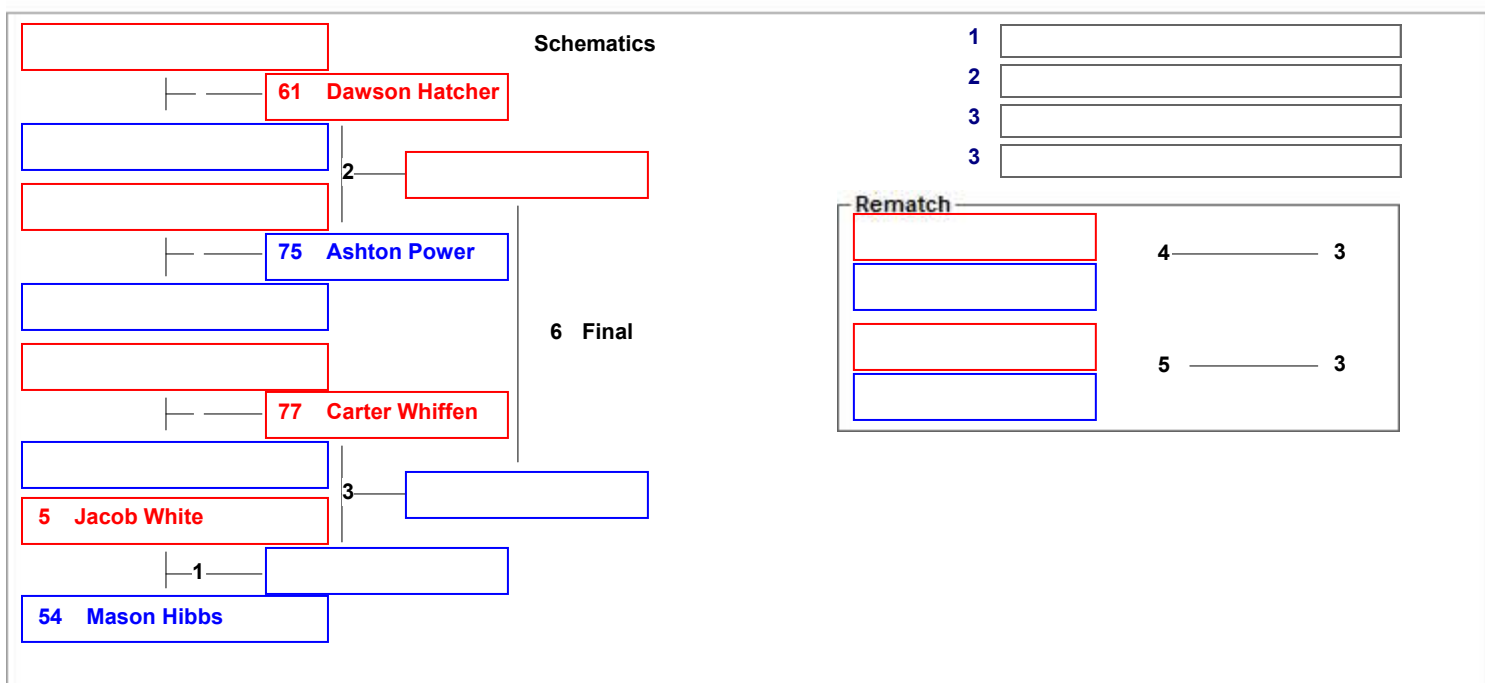 Schematics
61 Dawson Hatcher
2
75 Ashton Power
6 Final
77 Carter Whiffen
3
5 Jacob White
1
54 Mason Hibbs
1
2
3
3
Rematch
4 3
5 3